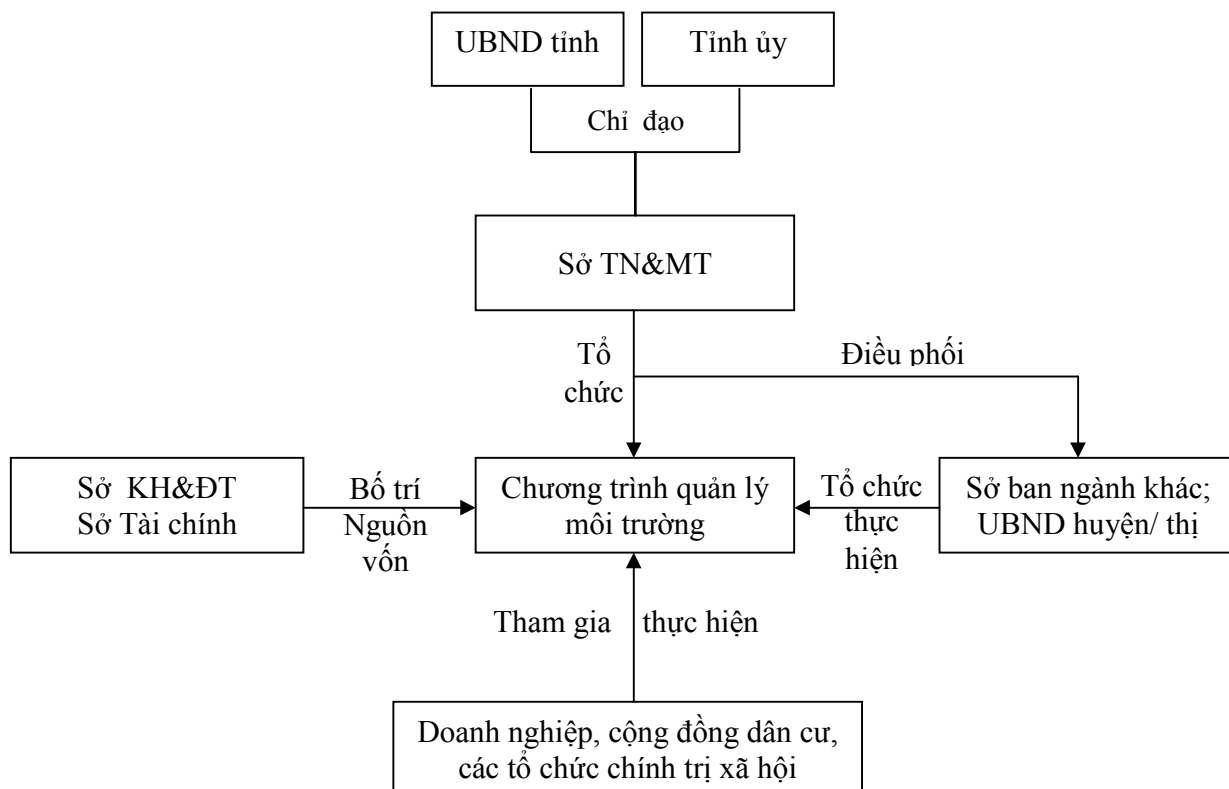 UBND tỉnh
Tỉnh ủy
Chỉ đạo
Sở TN&MT
Tổ
chức
Điều phối
Sở KH&ĐT
Sở Tài chính
Bố trí
Nguồn
vốn
Chương trình quản lý
môi trường
Tổ chức
thực
hiện
Sở ban ngành khác;
UBND huyện/ thị
Tham gia thực hiện
Doanh nghiệp, cộng đồng dân cư,
các tổ chức chính trị xã hội